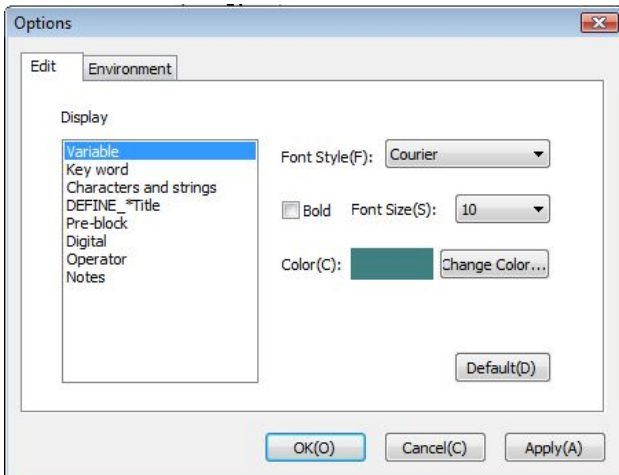 Options
Edit
Environment
Display
Variable
Key word
Characters and strings
DEFINE_*Title
Pre-block
Digital
Operator
Notes
Font Style(F): Courier
Bold Font Size(S): 10
Color(C): Change Color...
Default(D)
OK(O) Cancel(C) Apply(A)